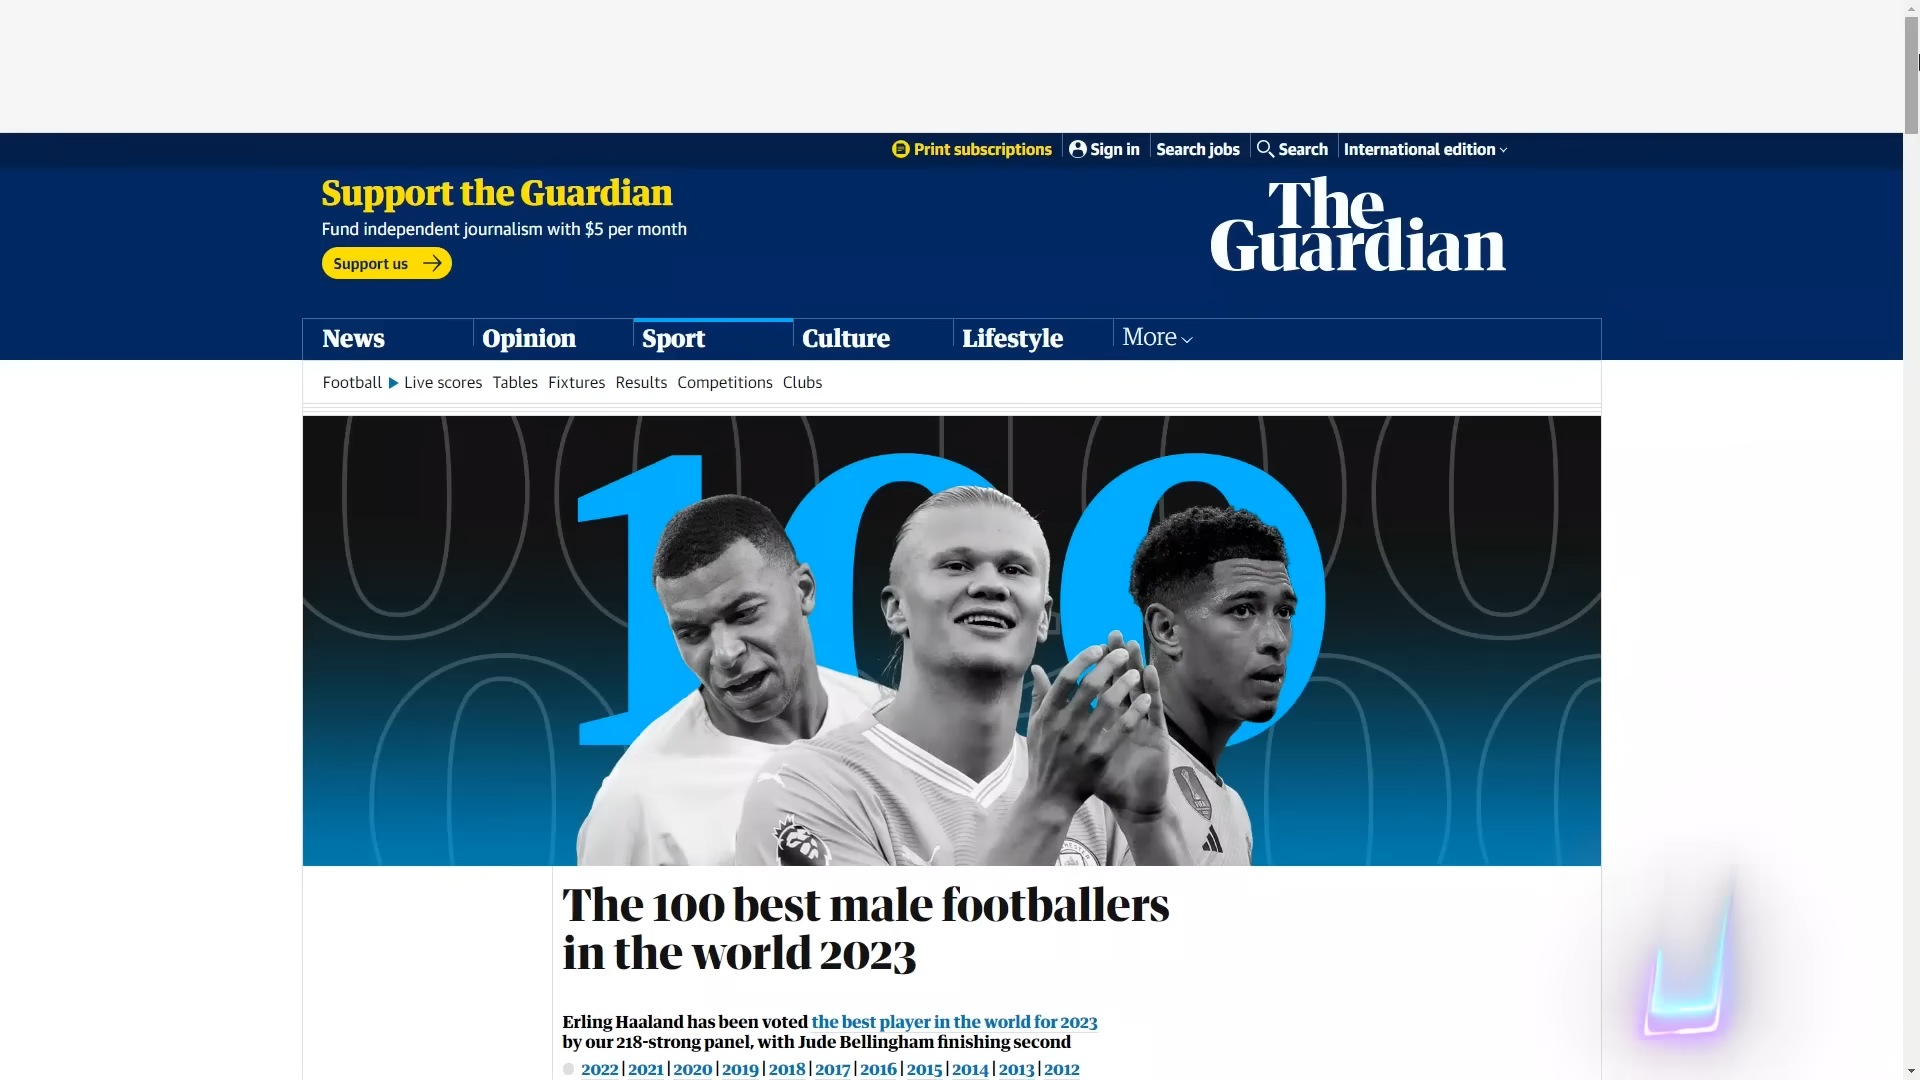 Print subscriptions
Sign in
Search jobs
Search
International edition
Support the Guardian
Fund independent journalism with $5 per month
Support us
The
Guardian
News
Opinion
Sport
Culture
Lifestyle
More
Football
Live scores
Tables
Fixtures
Results
Competitions
Clubs
100
The 100 best male footballers
in the world 2023
Erling Haaland has been voted the best player in the world for 2023
by our 218-strong panel, with Jude Bellingham finishing second
2022 | 2021 | 2020 | 2019 | 2018 | 2017 | 2016 | 2015 | 2014 | 2013 | 2012